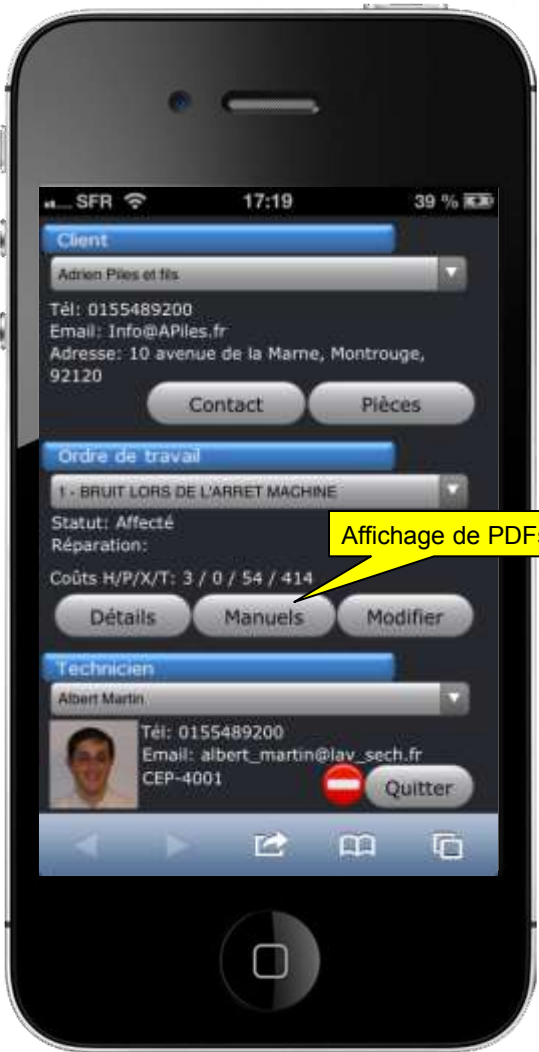 SFR 17:19 39 %
Client
Adrien Piles et fils
Tél: 0155489200
Email: Info@APiles.fr
Adresse: 10 avenue de la Marne, Montrouge,
92120
Contact Pièces
Ordre de travail
1 - BRUIT LORS DE L'ARRET MACHINE
Statut: Affecté
Réparation:
Affichage de PDFs
Coûts H/P/X/T: 3 / 0 / 54 / 414
Détails Manuels Modifier
Technicien
Albert Martin
Tél: 0155489200
Email: albert_martin@lav_sech.fr
CEP-4001
Quitter